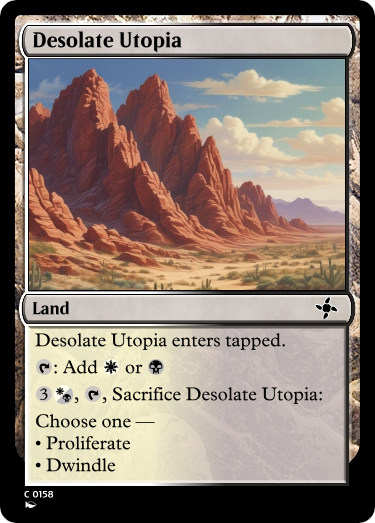 Desolate Utopia
Land
Desolate Utopia enters tapped.
: Add or
3 , , Sacrifice Desolate Utopia:
Choose one —
• Proliferate
• Dwindle
C 0158